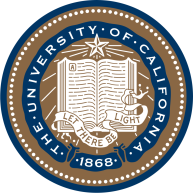 THE · UNIVERSITY · OF · CALIFORNIA
A
LET THERE BE
LIGHT
· 1868 ·